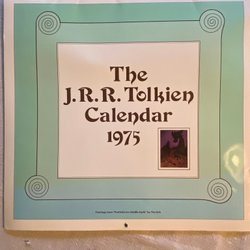 The
J.R.R. Tolkien
Calendar
1975